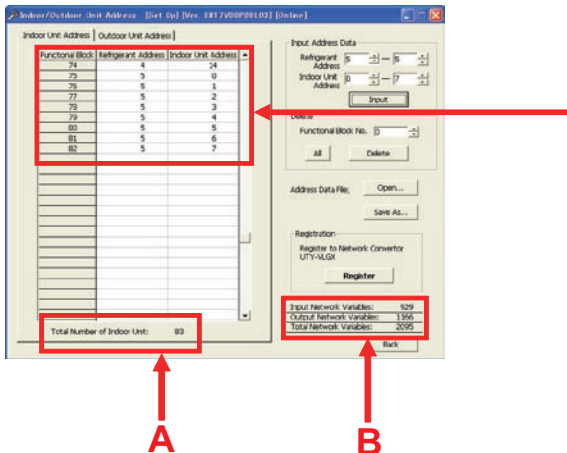 Indoor/Outdoor Unit Address [Set Up] [Ver. E817V00P00L03] [Online]
Indoor Unit Address Outdoor Unit Address
Functional Block Refrigerant Address Indoor Unit Address
74 4 14
75 5 0
76 5 1
77 5 2
78 5 3
79 5 4
80 5 5
81 5 6
82 5 7
Total Number of Indoor Unit: 83
Input Address Data
Refrigerant Address 5 — 5
Indoor Unit Address 0 — 7
Input
Delete
Functional Block No. 0
All Delete
Address Data File; Open...
Save As...
Registration
Register to Network Convertor
UTY-VLGX
Register
Input Network Variables: 929
Output Network Variables: 1166
Total Network Variables: 2095
Back
A
B